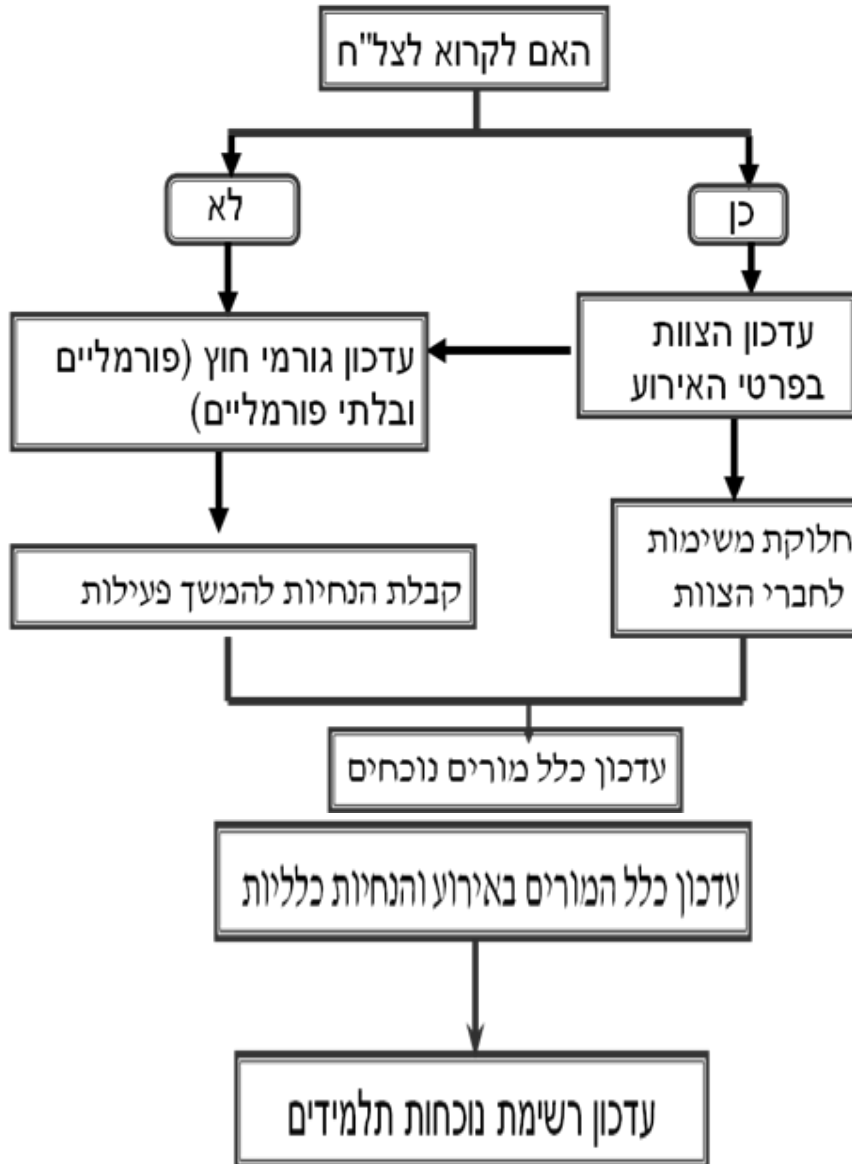 האם לקרוא לצל"ח
כן
לא
עדכון הצוות
בפרטי האירוע
עדכון גורמי חוץ (פורמליים
ובלתי פורמליים)
חלוקת משימות
לחברי הצוות
קבלת הנחיות להמשך פעילות
עדכון כלל מורים נוכחים
עדכון כלל המורים באירוע והנחיות כלליות
עדכון רשימת נוכחות תלמידים